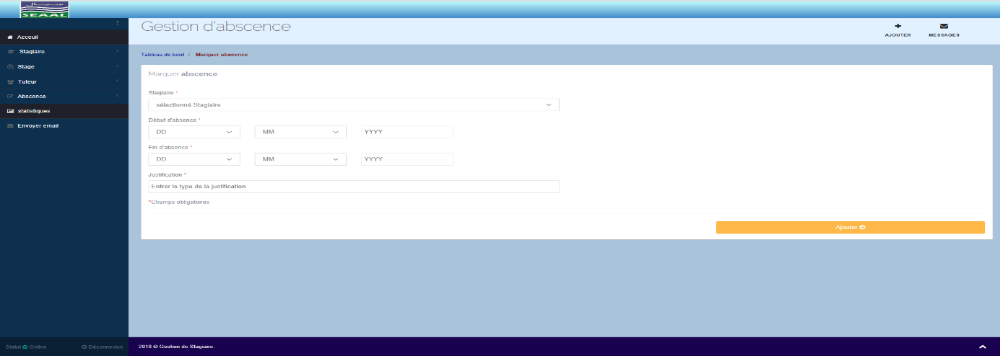 سيال
SEAAL
Gestion d'abscence
AJOUTER
MESSAGES
Acceuil
Stagiaire
Stage
Tuteur
Abscence
statistiques
Envoyer email
Tableau de bord / Marquer abscence
Marquer abscence
Stagiaire *
sélectionné Stagiaire
Début d'absence *
DD MM YYYY
Fin d'absence *
DD MM YYYY
Justification *
Entrer le type de la justification
*Champs obligatoires
Ajouter
Statut Online
Déconnexion
2018 © Gestion de Stagiaire.